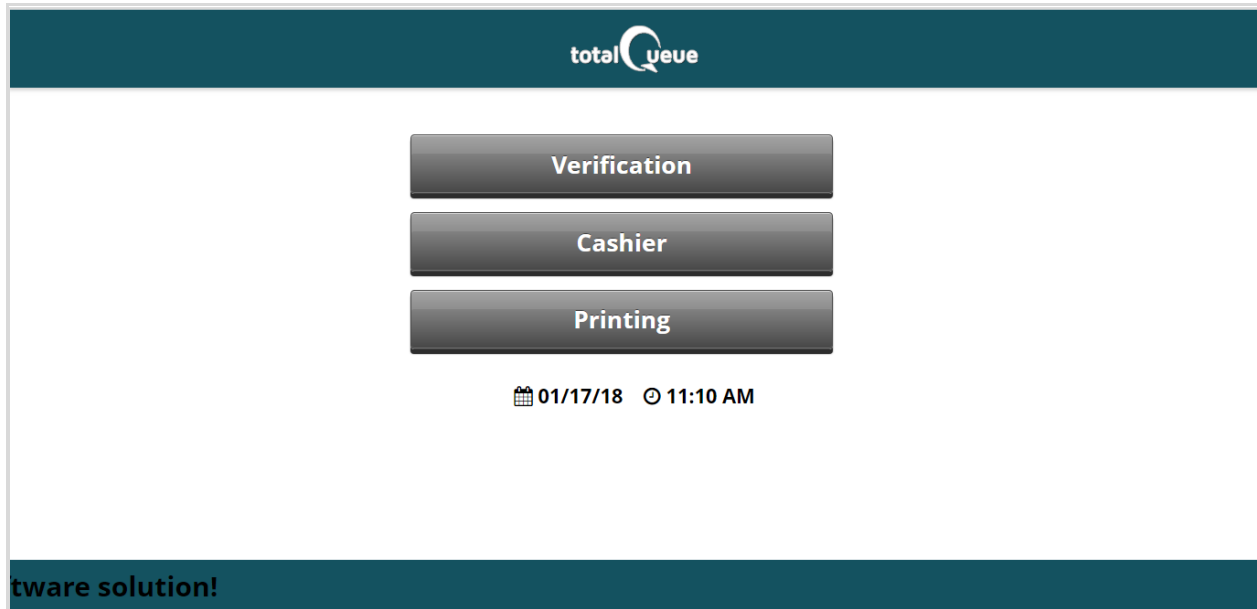 totalQueue
Verification
Cashier
Printing
01/17/18 11:10 AM
tware solution!